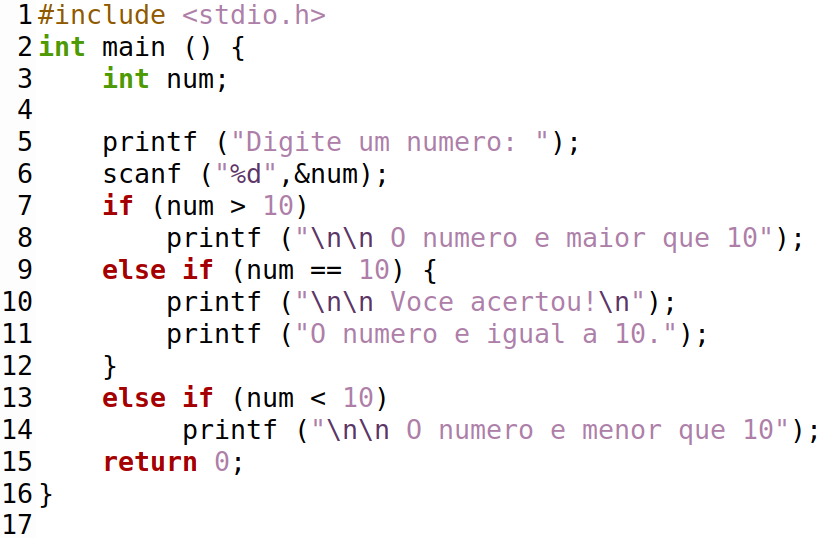 1 #include <stdio.h>
2 int main () {
3     int num;
4
5     printf ("Digite um numero: ");
6     scanf ("%d",&num);
7     if (num > 10)
8         printf ("\n\n O numero e maior que 10");
9     else if (num == 10) {
10         printf ("\n\n Voce acertou!\n");
11         printf ("O numero e igual a 10.");
12     }
13     else if (num < 10)
14          printf ("\n\n O numero e menor que 10");
15     return 0;
16 }
17